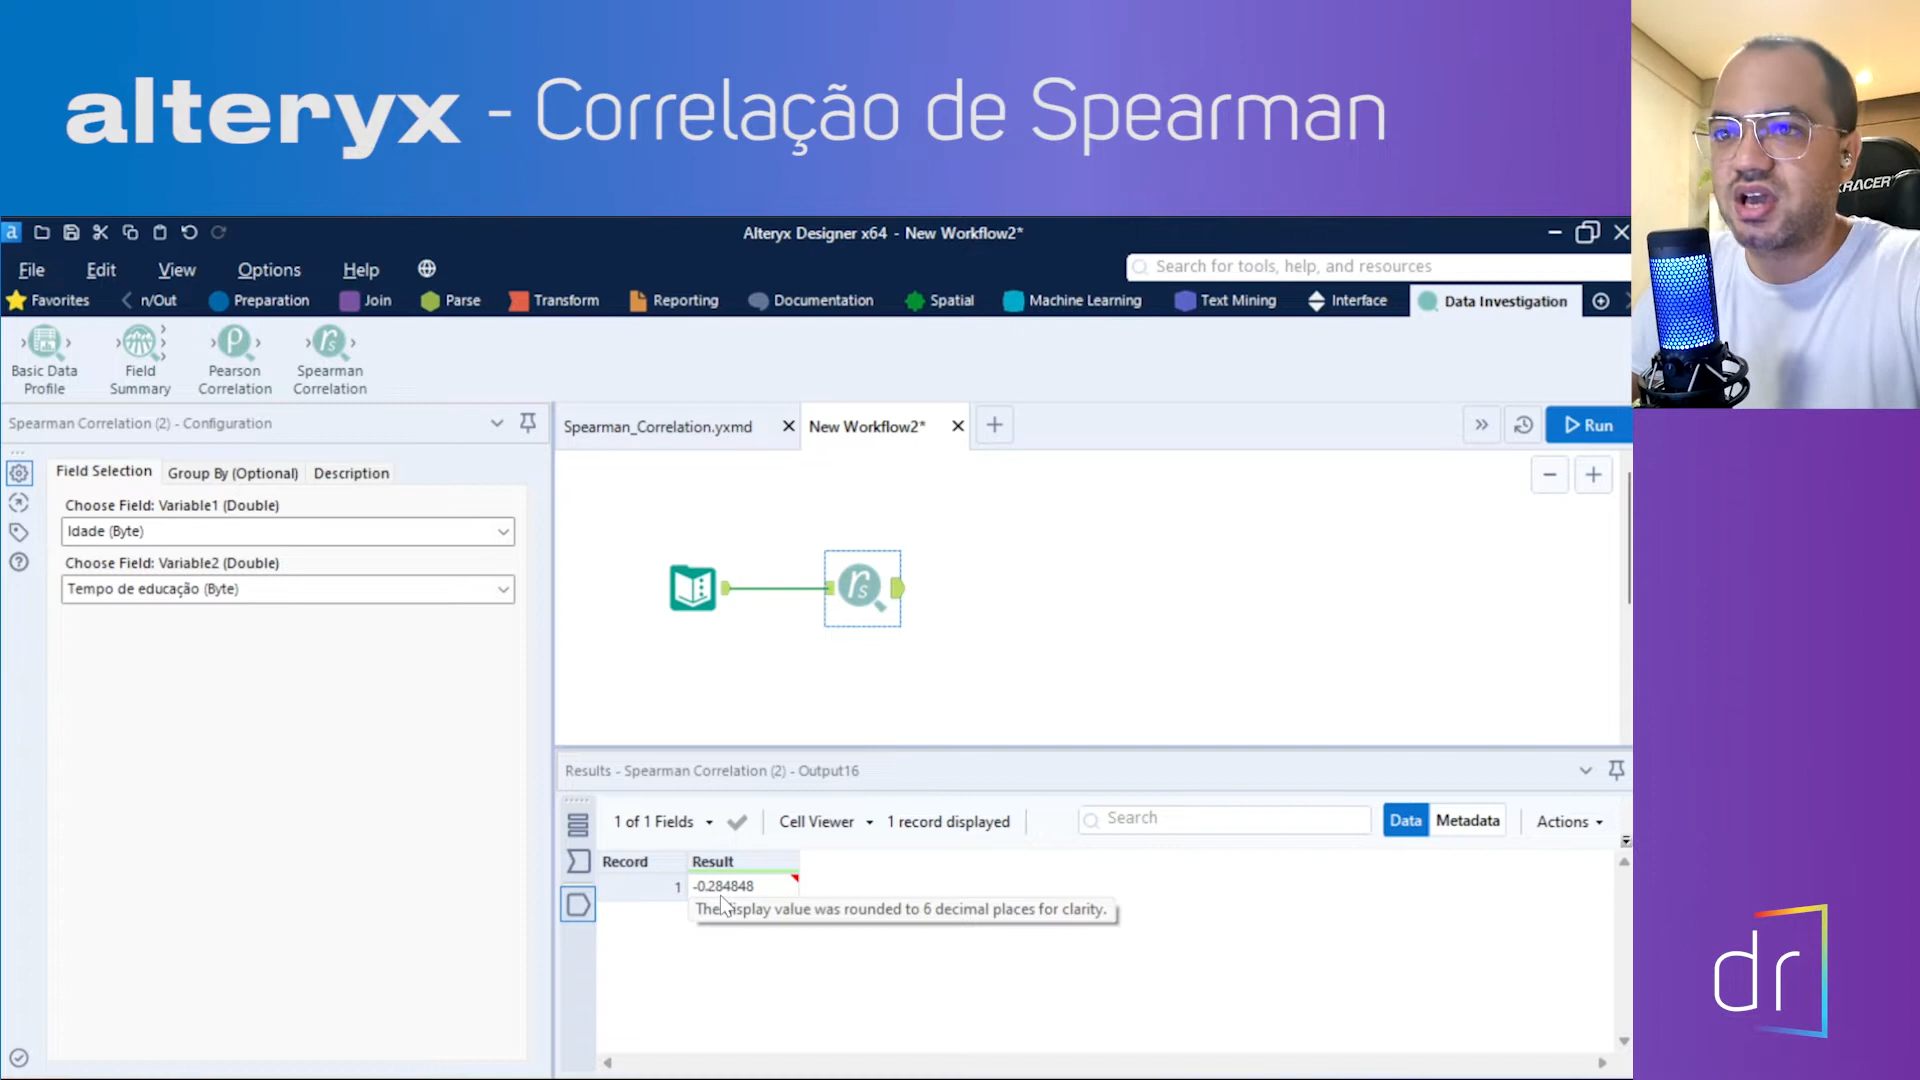 alteryx - Correlação de Spearman
a
Alteryx Designer x64 - New Workflow2*
File Edit View Options Help
Search for tools, help, and resources
Favorites n/Out Preparation Join Parse Transform Reporting Documentation Spatial Machine Learning Text Mining Interface Data Investigation
Basic Data Profile
Field Summary
Pearson Correlation
Spearman Correlation
Spearman Correlation (2) - Configuration
Spearman_Correlation.yxmd
New Workflow2*
Run
Field Selection Group By (Optional) Description
Choose Field: Variable1 (Double)
Idade (Byte)
Choose Field: Variable2 (Double)
Tempo de educação (Byte)
rs
Results - Spearman Correlation (2) - Output16
1 of 1 Fields Cell Viewer 1 record displayed Search Data Metadata Actions
Record Result
1 -0.284848
The display value was rounded to 6 decimal places for clarity.
XRACER
dr